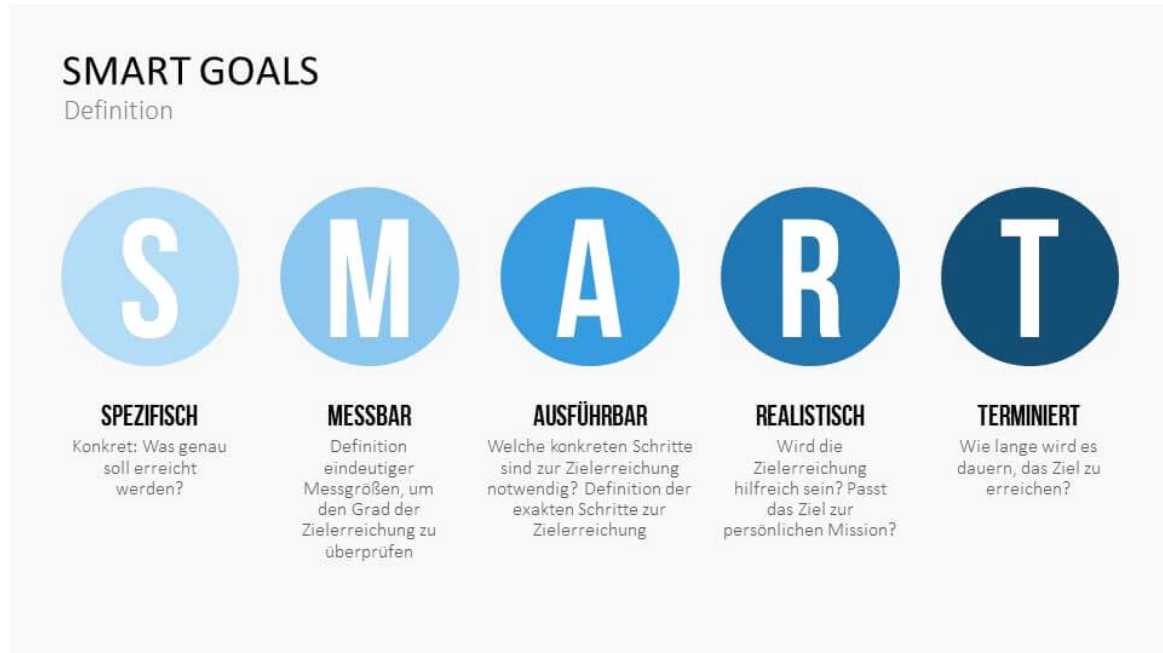 SMART GOALS
Definition
S M A R T
SPEZIFISCH
Konkret: Was genau
soll erreicht
werden?
MESSBAR
Definition
eindeutiger
Messgrößen, um
den Grad der
Zielerreichung zu
überprüfen
AUSFÜHRBAR
Welche konkreten Schritte
sind zur Zielerreichung
notwendig? Definition der
exakten Schritte zur
Zielerreichung
REALISTISCH
Wird die
Zielerreichung
hilfreich sein? Passt
das Ziel zur
persönlichen Mission?
TERMINIERT
Wie lange wird es
dauern, das Ziel zu
erreichen?